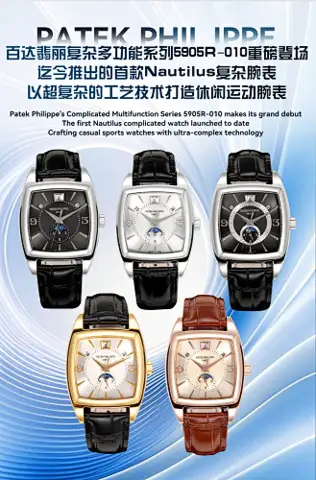 PATEK PHILIPPE
百达翡丽复杂多功能系列5905R-010重磅登场
迄今推出的首款Nautilus复杂腕表
以超复杂的工艺技术打造休闲运动腕表
Patek Philippe's Complicated Multifunction Series 5905R-010 makes its grand debut
The first Nautilus complicated watch launched to date
Crafting casual sports watches with ultra-complex technology